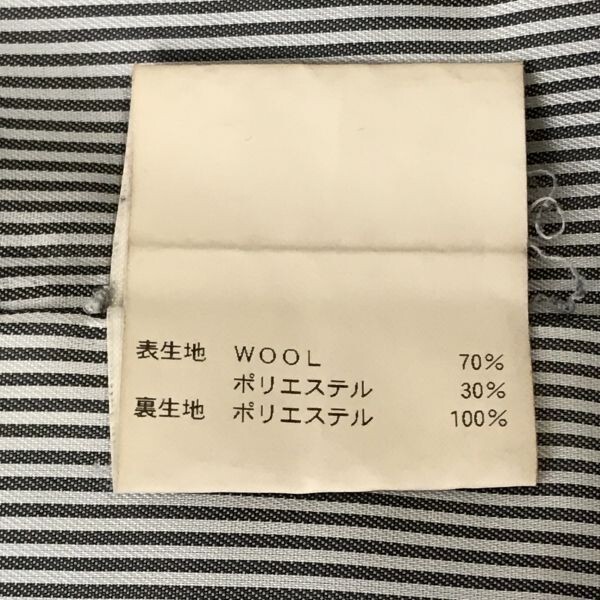 表生地 WOOL 70%
ポリエステル 30%
裏生地 ポリエステル 100%